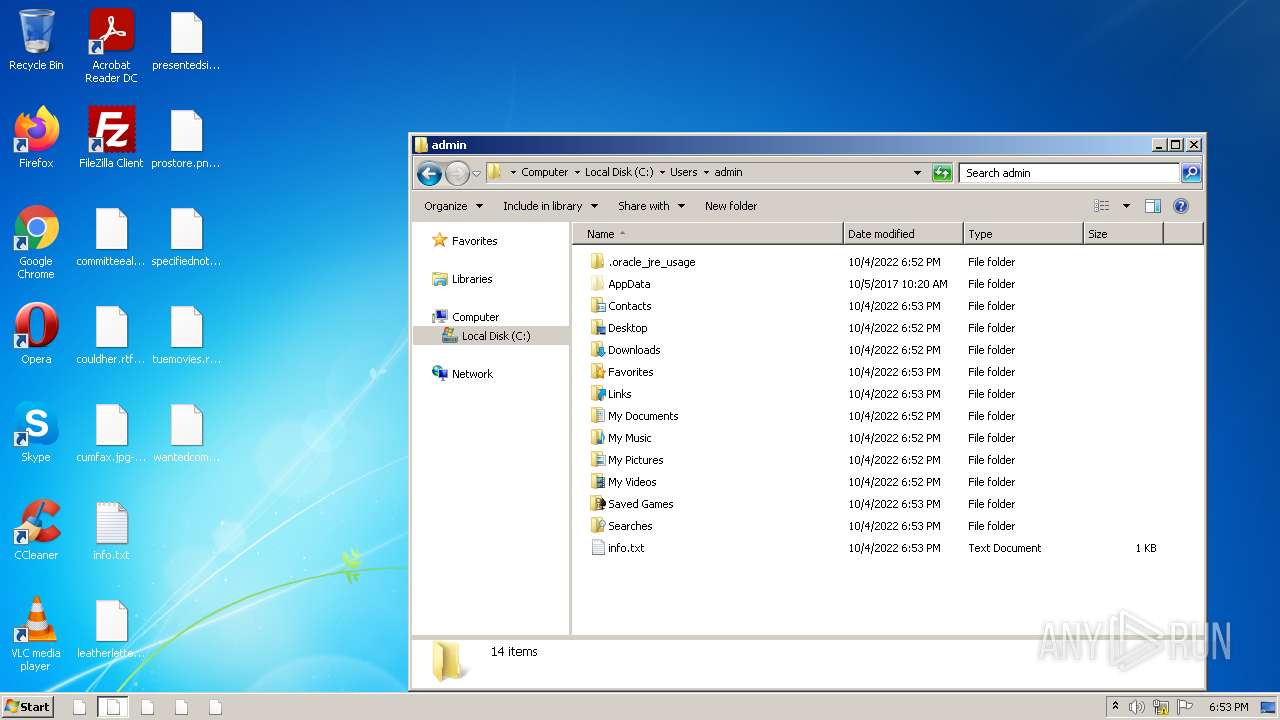 Recycle Bin
Acrobat
Reader DC
presentedsi...
Firefox
FileZilla Client
prostore.pn...
Google
Chrome
committeeal...
specifiednot...
Opera
couldher.rtf...
tuemovies.r...
Skype
cumfax.jpg-...
wantedcom...
CCleaner
info.txt
VLC media
player
leatherlette...
admin
Computer Local Disk (C:) Users admin
Search admin
Organize Include in library Share with New folder
Favorites
Libraries
Computer
Local Disk (C:)
Network
Name Date modified Type Size
.oracle_jre_usage 10/4/2022 6:52 PM File folder
AppData 10/5/2017 10:20 AM File folder
Contacts 10/4/2022 6:53 PM File folder
Desktop 10/4/2022 6:52 PM File folder
Downloads 10/4/2022 6:52 PM File folder
Favorites 10/4/2022 6:53 PM File folder
Links 10/4/2022 6:53 PM File folder
My Documents 10/4/2022 6:52 PM File folder
My Music 10/4/2022 6:52 PM File folder
My Pictures 10/4/2022 6:52 PM File folder
My Videos 10/4/2022 6:52 PM File folder
Saved Games 10/4/2022 6:53 PM File folder
Searches 10/4/2022 6:53 PM File folder
info.txt 10/4/2022 6:53 PM Text Document 1 KB
14 items
ANY RUN
Start
6:53 PM